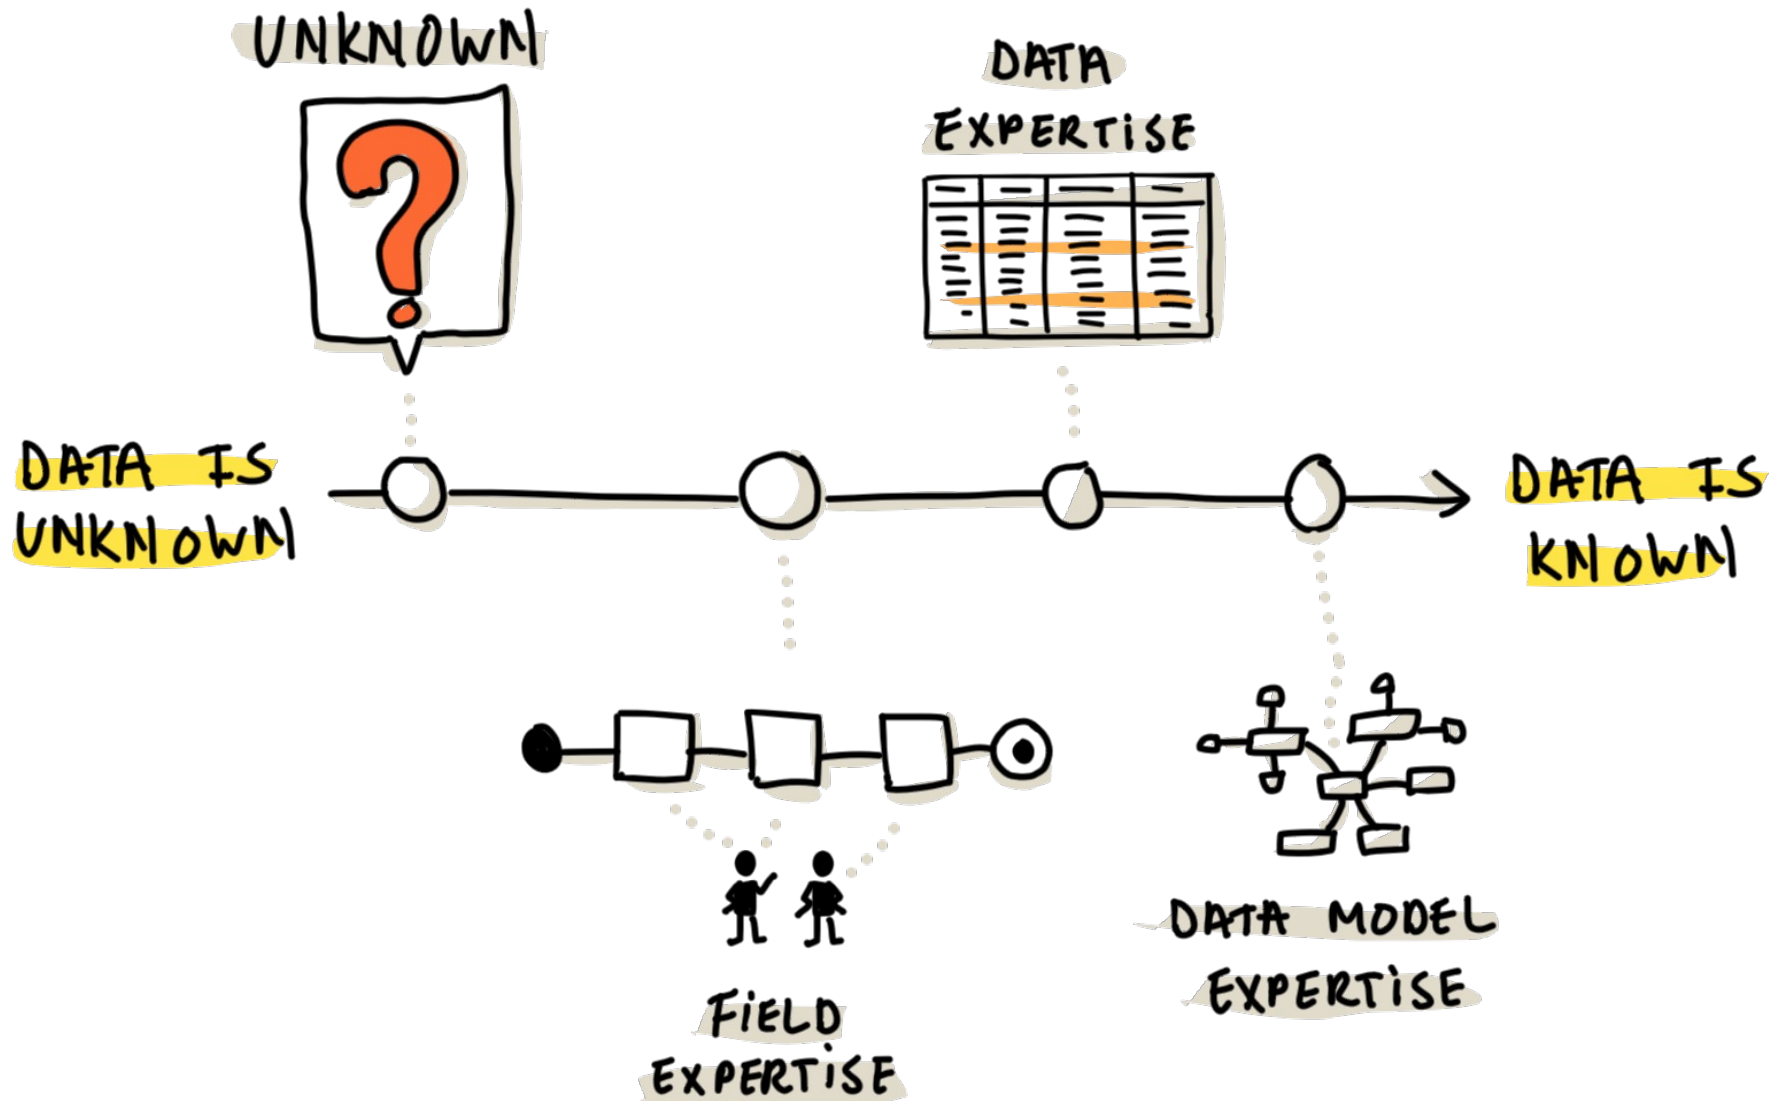 UNKNOWN
DATA
EXPERTISE
DATA IS
UNKNOWN
DATA IS
KNOWN
FIELD
EXPERTISE
DATA MODEL
EXPERTISE